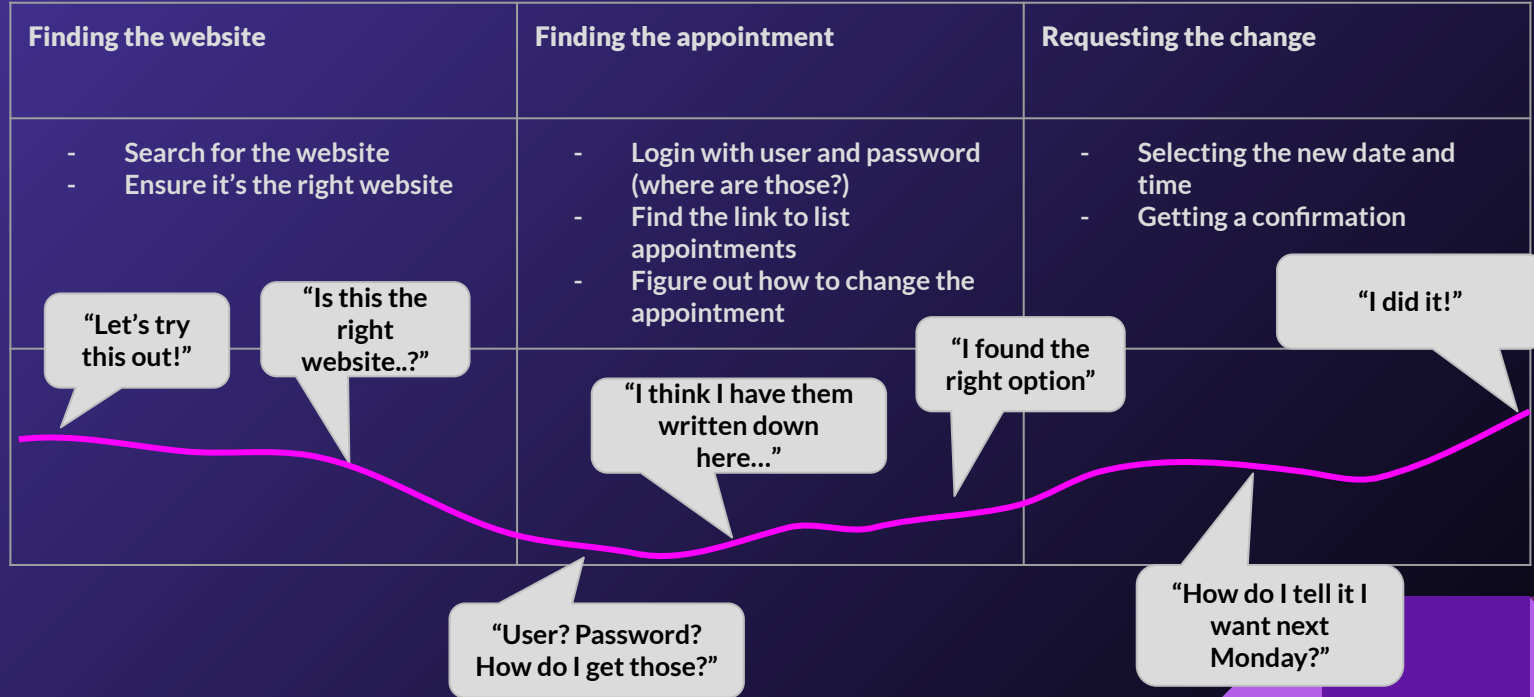 Finding the website
Finding the appointment
Requesting the change
- Search for the website
- Ensure it’s the right website
- Login with user and password
(where are those?)
- Find the link to list
appointments
- Figure out how to change the
appointment
- Selecting the new date and
time
- Getting a confirmation
“Let’s try
this out!”
“Is this the
right
website..?”
“User? Password?
How do I get those?”
“I think I have them
written down
here…”
“I found the
right option”
“How do I tell it I
want next
Monday?”
“I did it!”